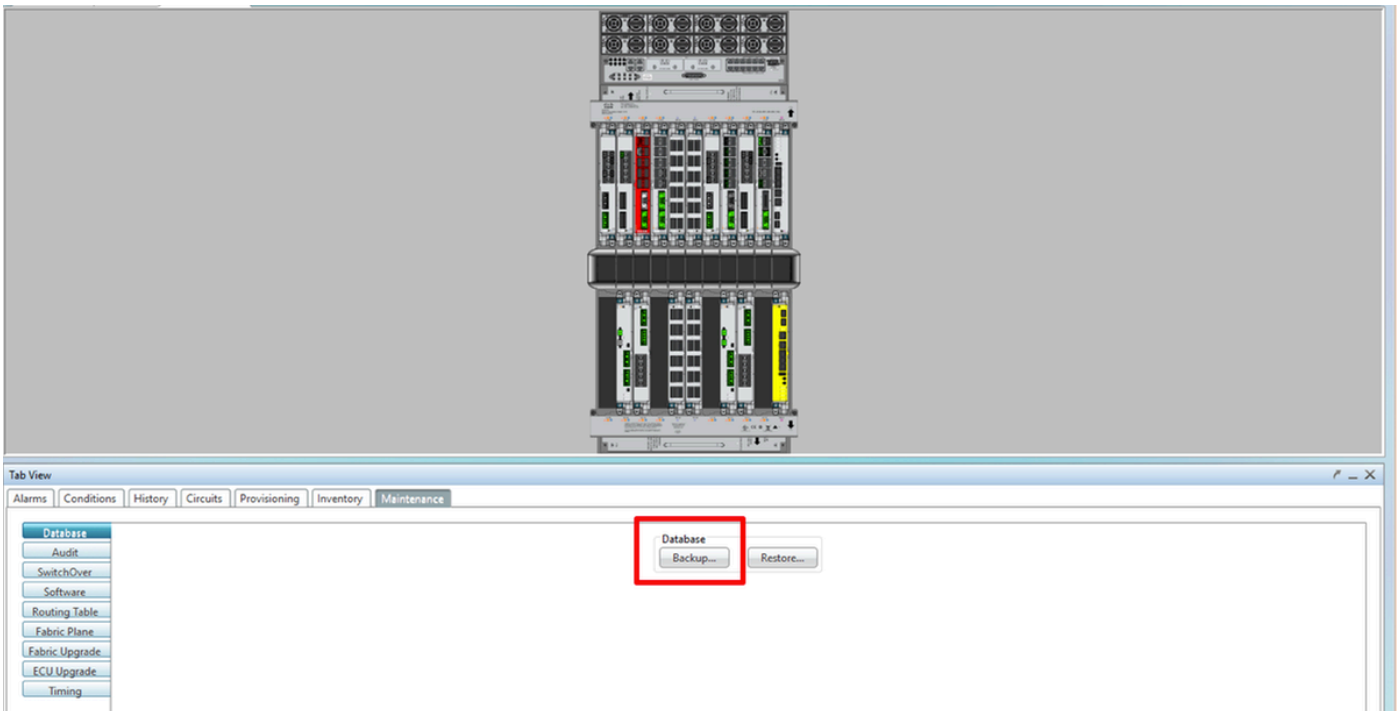 Tab View
Alarms Conditions History Circuits Provisioning Inventory Maintenance
Database
Audit
SwitchOver
Software
Routing Table
Fabric Plane
Fabric Upgrade
ECU Upgrade
Timing
Database
Backup... Restore...